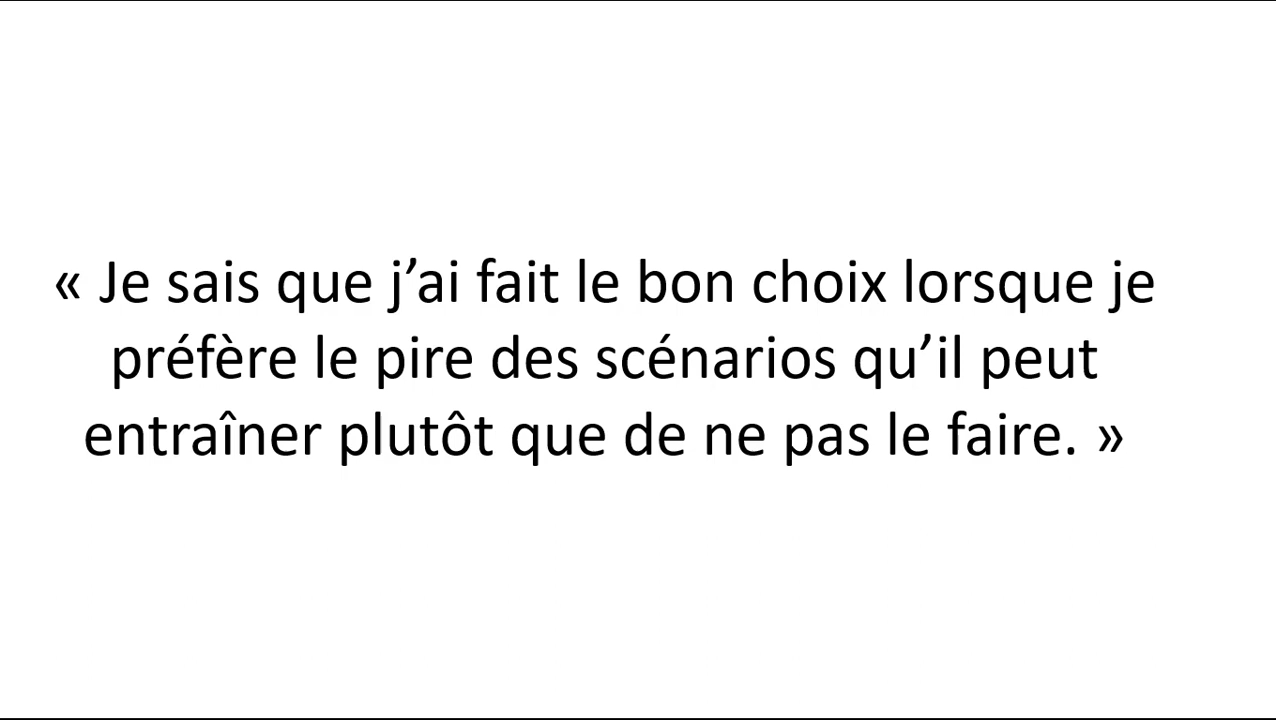 « Je sais que j’ai fait le bon choix lorsque je
préfère le pire des scénarios qu’il peut
entraîner plutôt que de ne pas le faire. »